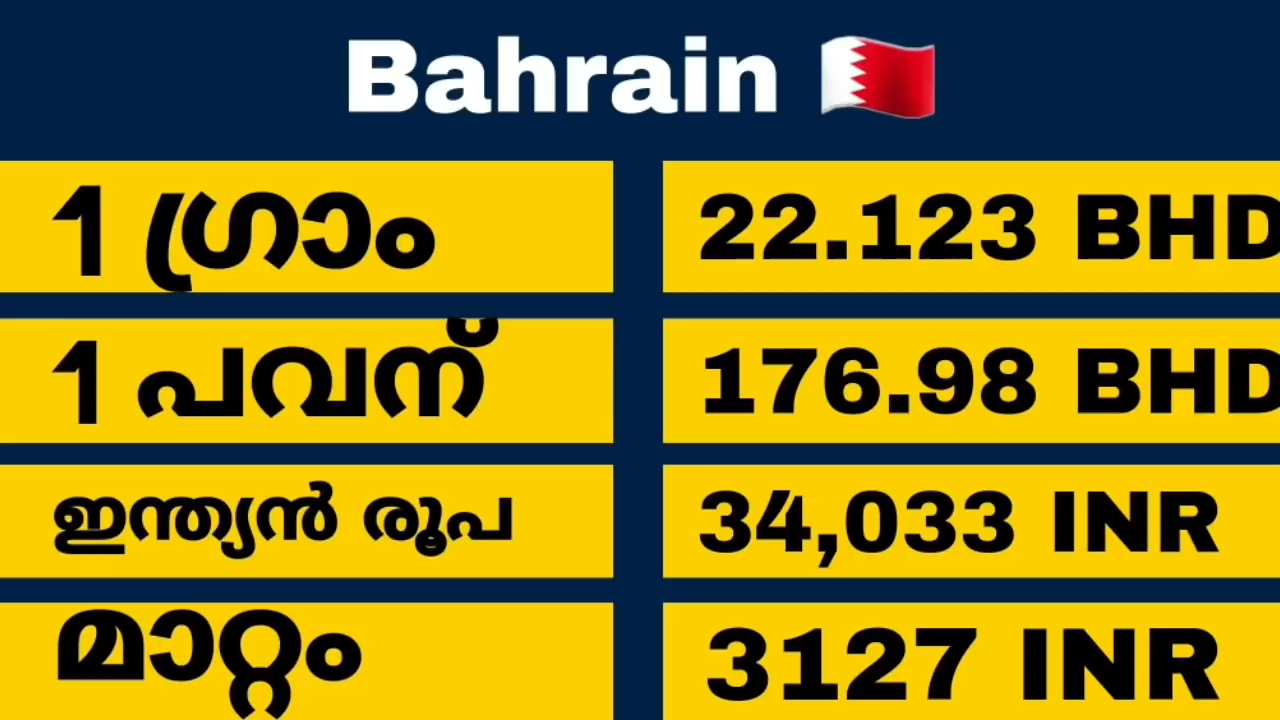 Bahrain 🇧🇭
1 ഗ്രാം 22.123 BHD
1 പവന് 176.98 BHD
ഇന്ത്യൻ രൂപ 34,033 INR
മാറ്റം 3127 INR